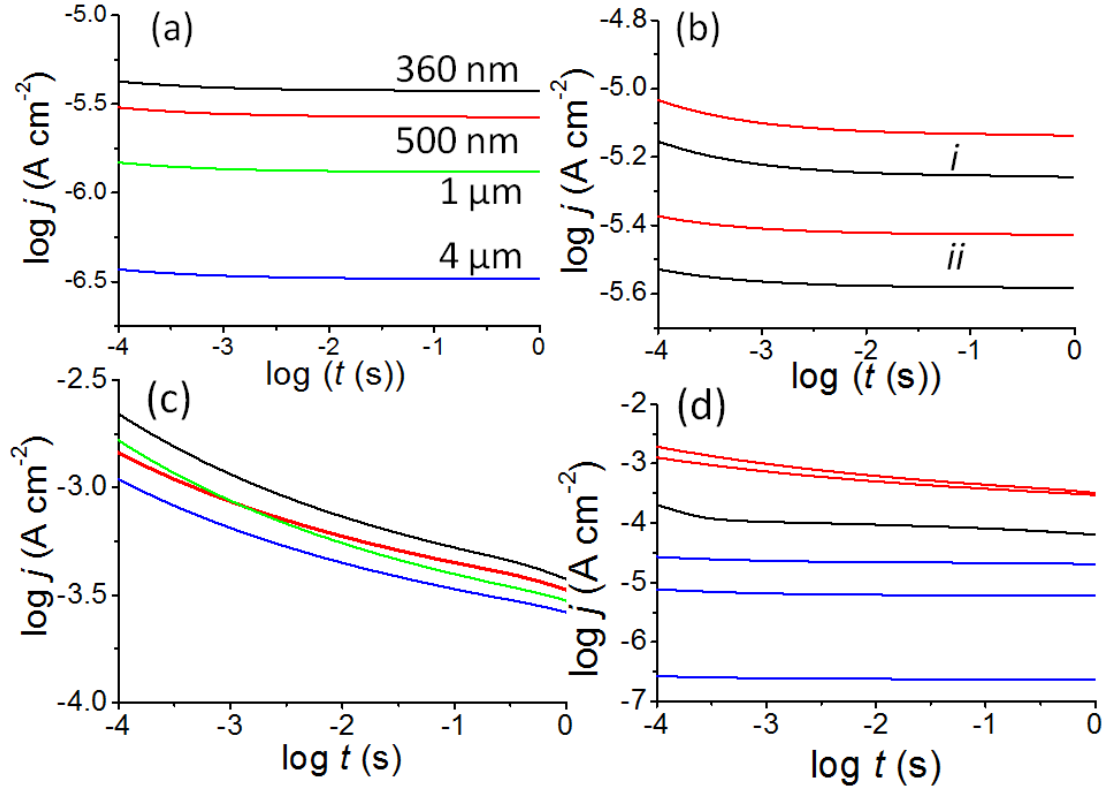 (a)
log j (A cm⁻²)
-5.0
-5.5
-6.0
-6.5
360 nm
500 nm
1 µm
4 µm
-4 -3 -2 -1 0
log (t (s))
(b)
log j (A cm⁻²)
-4.8
-5.0
-5.2
-5.4
-5.6
i
ii
-4 -3 -2 -1 0
log (t (s))
(c)
log j (A cm⁻²)
-2.5
-3.0
-3.5
-4.0
-4 -3 -2 -1 0
log t (s)
(d)
log j (A cm⁻²)
-2
-3
-4
-5
-6
-7
-4 -3 -2 -1 0
log t (s)